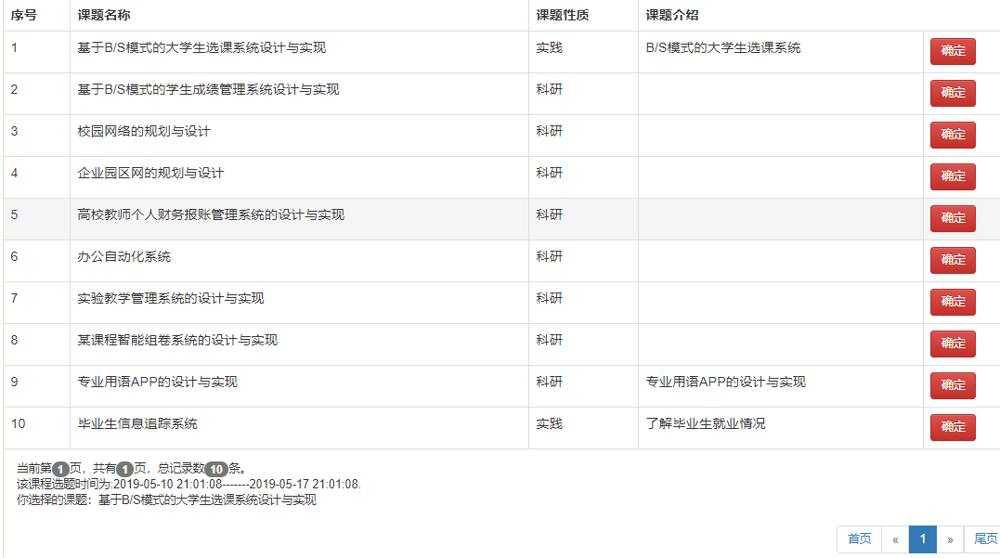 序号 课题名称 课题性质 课题介绍
1 基于B/S模式的大学生选课系统设计与实现 实践 B/S模式的大学生选课系统 确定
2 基于B/S模式的学生成绩管理系统设计与实现 科研 确定
3 校园网络的规划与设计 科研 确定
4 企业园区网的规划与设计 科研 确定
5 高校教师个人财务报账管理系统的设计与实现 科研 确定
6 办公自动化系统 科研 确定
7 实验教学管理系统的设计与实现 科研 确定
8 某课程智能组卷系统的设计与实现 科研 确定
9 专业用语APP的设计与实现 科研 专业用语APP的设计与实现 确定
10 毕业生信息追踪系统 实践 了解毕业生就业情况 确定
当前第1页，共有1页，总记录数10条。
该课程选题时间为:2019-05-10 21:01:08-------2019-05-17 21:01:08.
你选择的课题：基于B/S模式的大学生选课系统设计与实现
首页 « 1 » 尾页